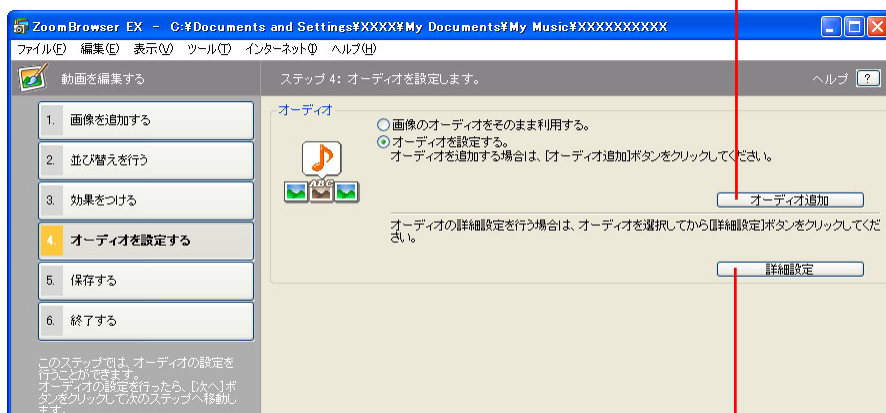 ZoomBrowser EX － C:¥Documents and Settings¥XXXX¥My Documents¥My Music¥XXXXXXXXXX
ファイル(F) 編集(E) 表示(V) ツール(T) インターネット(I) ヘルプ(H)
動画を編集する
ステップ 4: オーディオを設定します。
ヘルプ ?
1. 画像を追加する
2. 並び替えを行う
3. 効果をつける
4. オーディオを設定する
5. 保存する
6. 終了する
このステップでは、オーディオの設定を
行うことができます。
オーディオの設定を行ったら、[次へ]ボ
タンをクリックして次のステップへ移動し
ます。
オーディオ
画像のオーディオをそのまま利用する。
オーディオを設定する。
オーディオを追加する場合は、[オーディオ追加]ボタンをクリックしてください。
ABC
オーディオ追加
オーディオの詳細設定を行う場合は、オーディオを選択してから[詳細設定]ボタンをクリックしてくだ
さい。
詳細設定